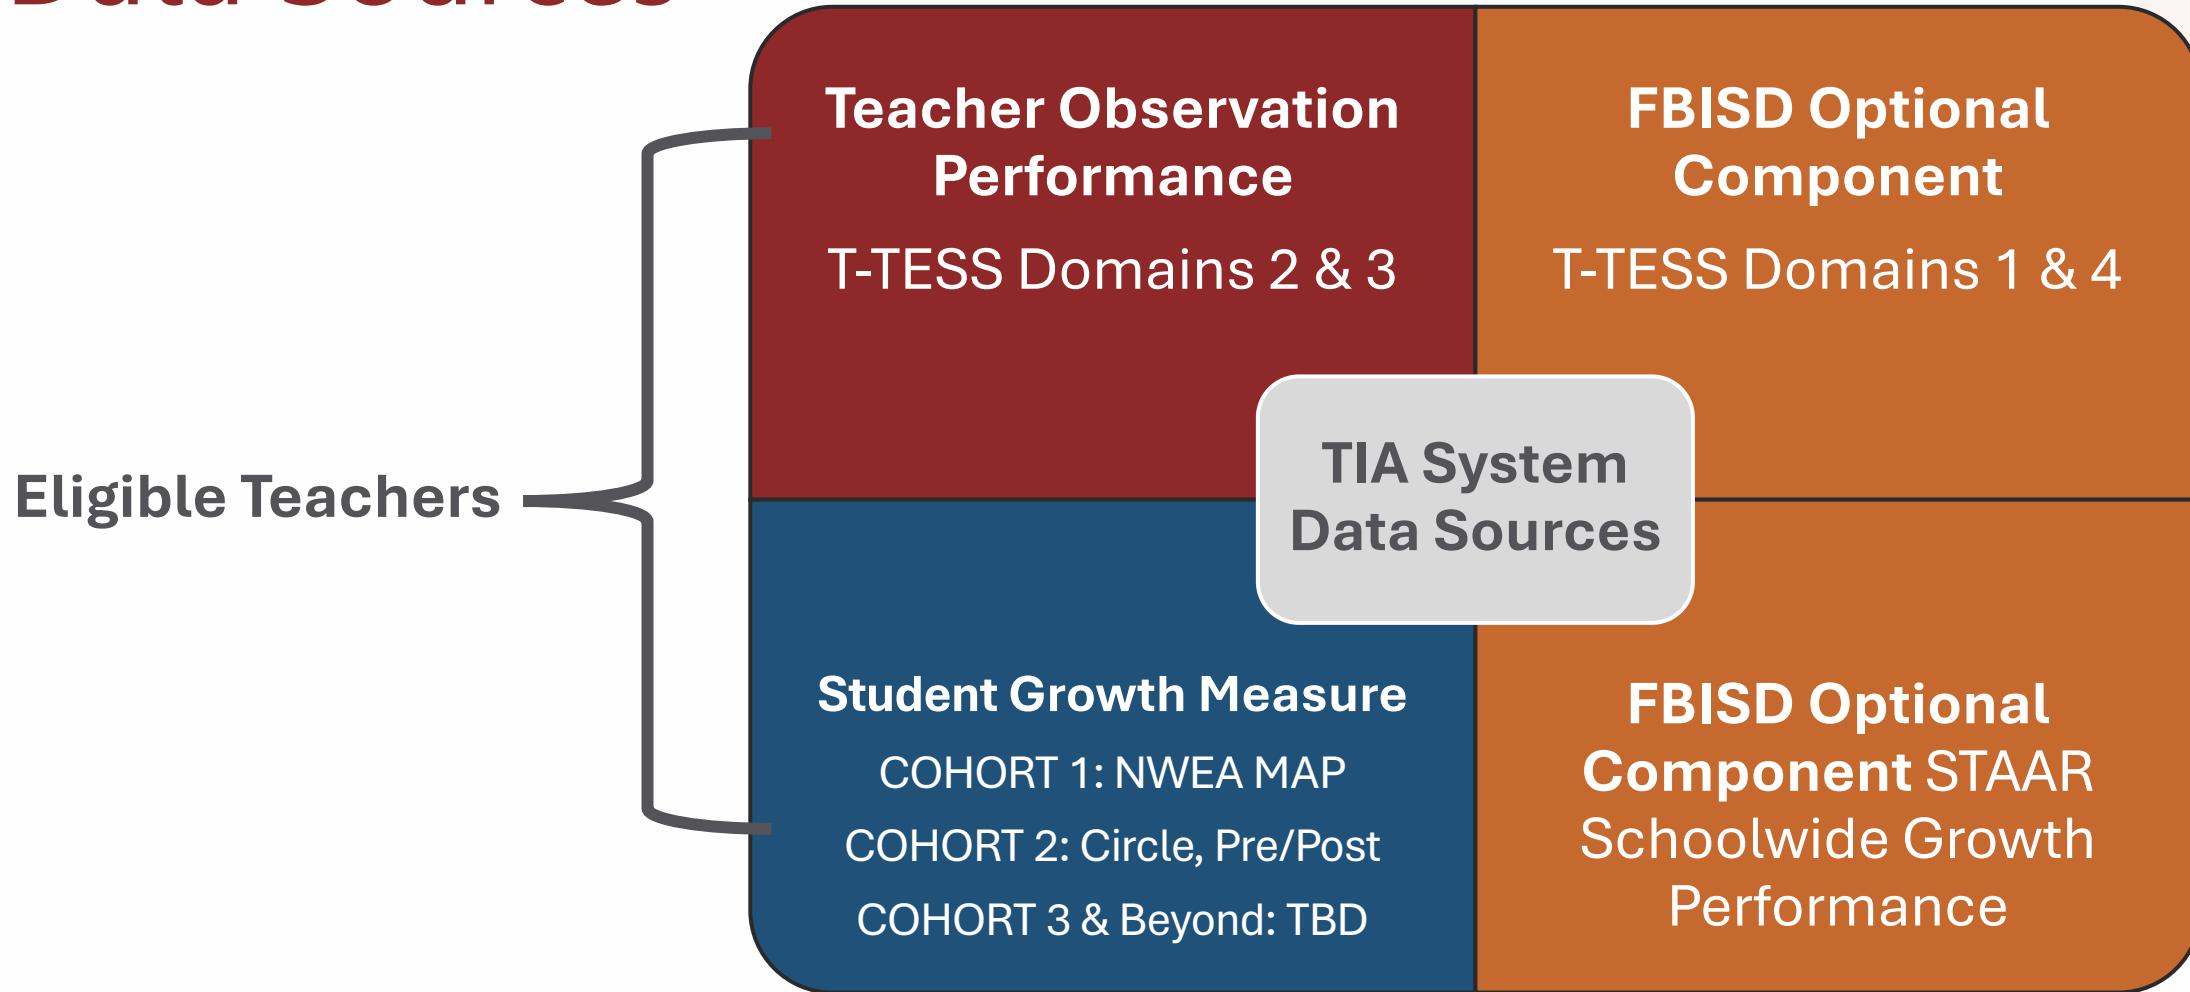 Data Sources
Teacher Observation
Performance
T-TESS Domains 2 & 3
FBISD Optional
Component
T-TESS Domains 1 & 4
Eligible Teachers
TIA System
Data Sources
Student Growth Measure
COHORT 1: NWEA MAP
COHORT 2: Circle, Pre/Post
COHORT 3 & Beyond: TBD
FBISD Optional
Component STAAR
Schoolwide Growth
Performance